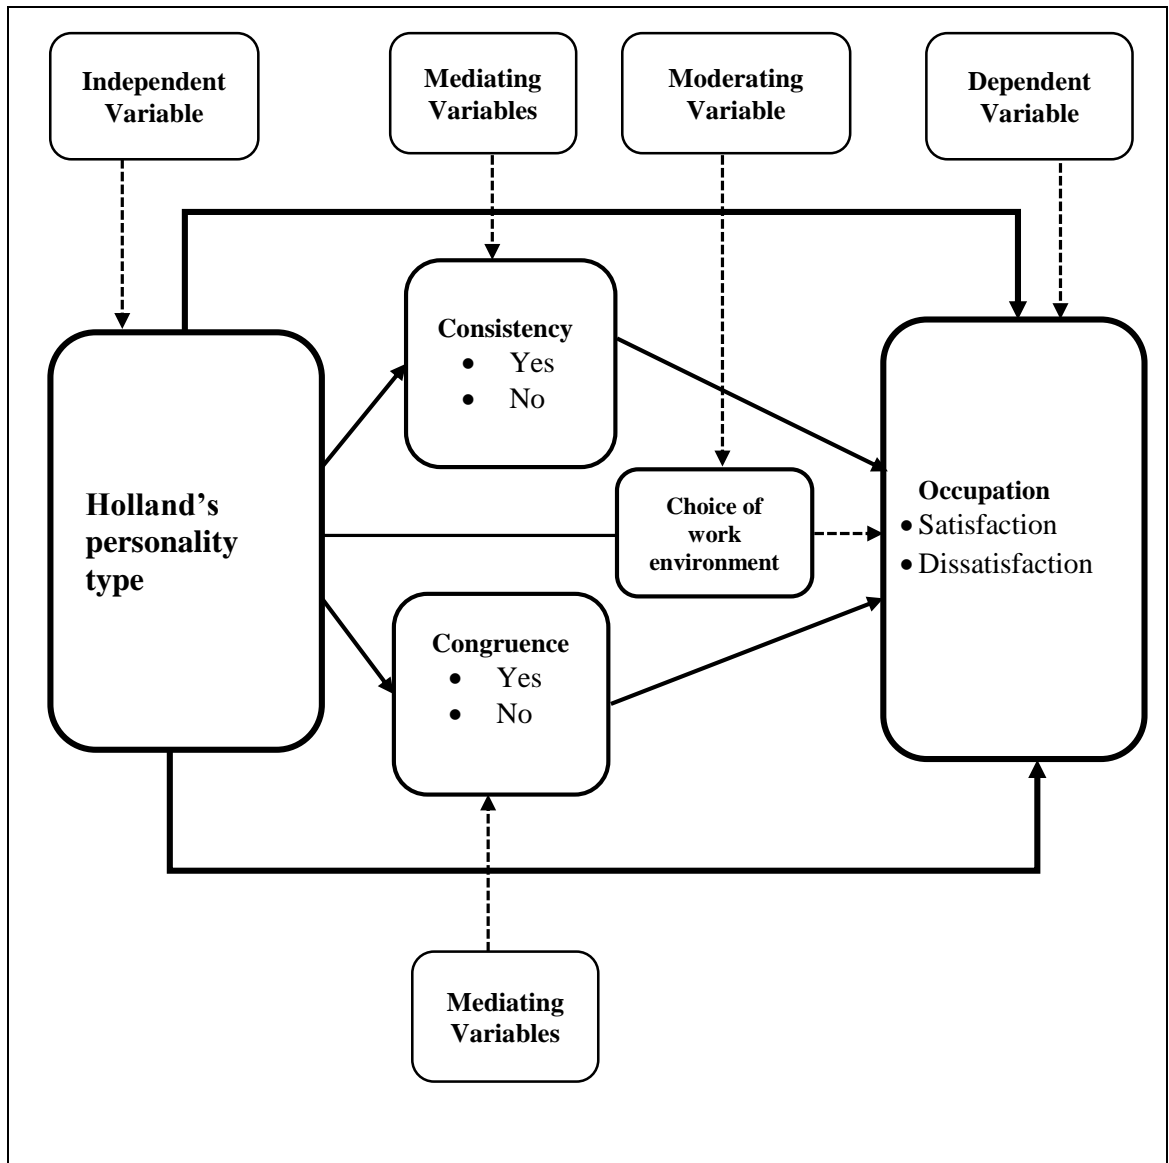 Independent
Variable
Mediating
Variables
Moderating
Variable
Dependent
Variable
Consistency
• Yes
• No
Holland’s
personality
type
Choice of
work
environment
Occupation
• Satisfaction
• Dissatisfaction
Congruence
• Yes
• No
Mediating
Variables